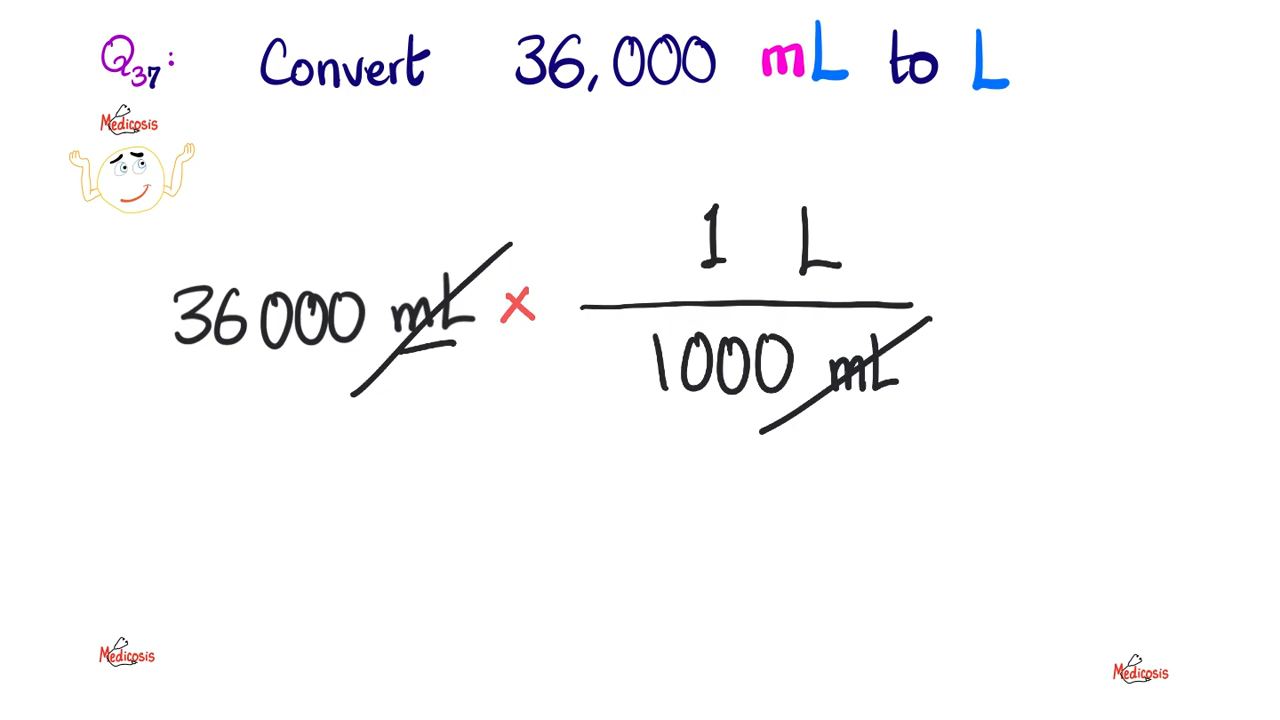 Q37: Convert 36,000 mL to L
Medicosis
1 L
36000 mL ×
1000 mL
Medicosis
Medicosis